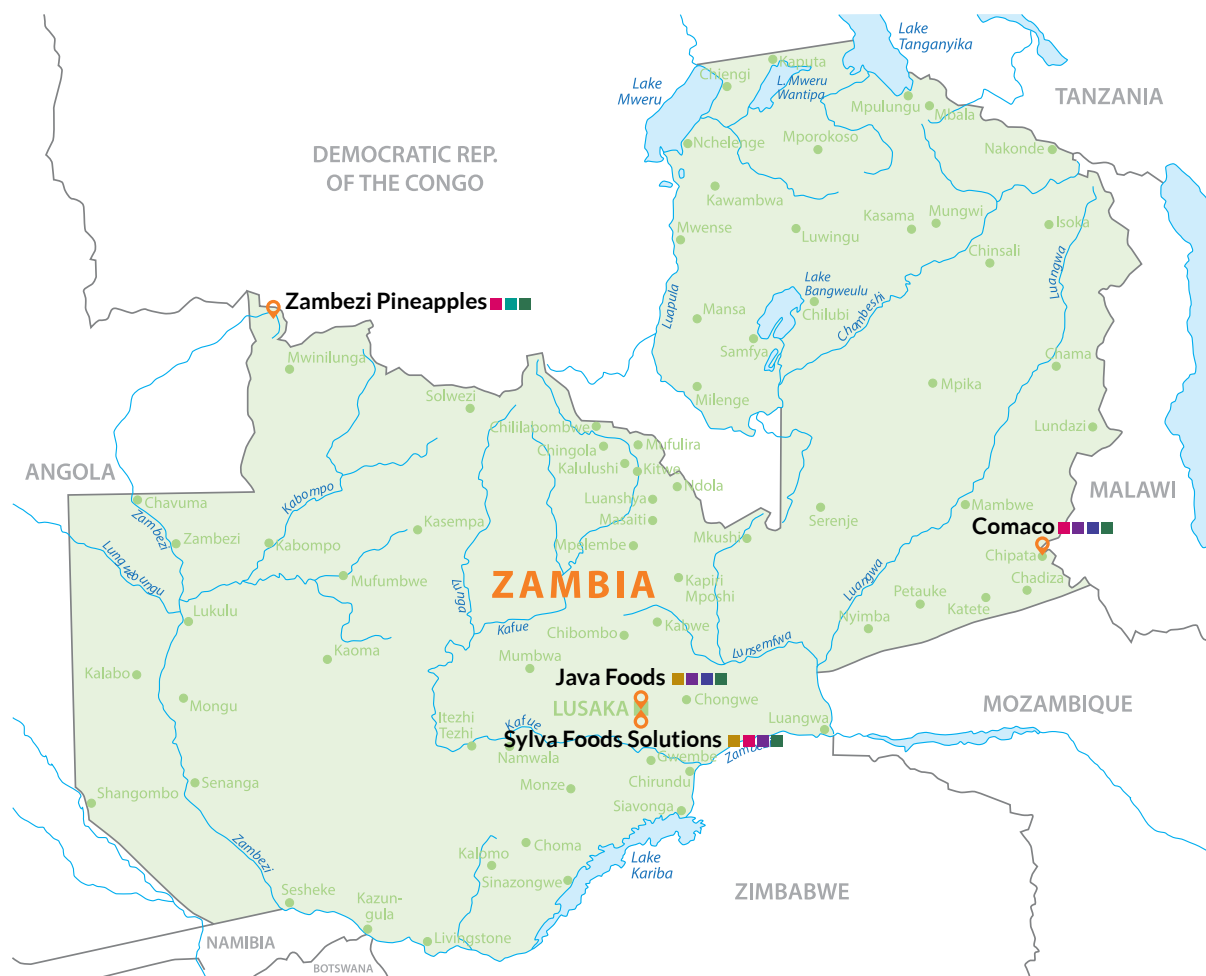 Lake
Tanganyika
Kaputa
Chiengi
Lake
Mweru
L. Mweru
Wantipa
TANZANIA
Mpulungu
Mbala
Nchelenge
Mporokoso
Nakonde
DEMOCRATIC REP.
OF THE CONGO
Kawambwa
Kasama
Mungwi
Isoka
Mwense
Luwingu
Chinsali
Luangwa
Lake
Bangweulu
Zambezi Pineapples
Luapula
Mansa
Chilubi
Chambeshi
Samfya
Mwinilunga
Chama
Milenge
Mpika
Solwezi
Chililabombwe
Lundazi
Chingola
Mufulira
Kalulushi
Kitwe
ANGOLA
Ndola
MALAWI
Chavuma
Kabompo
Luanshya
Mambwe
Zambezi
Kasempa
Masaiti
Serenje
Comaco
Zambezi
Kabompo
Mpelembe
Mkushi
Chipata
Lungwebungu
Mufumbwe
Lunga
ZAMBIA
Kapiri
Mposhi
Luangwa
Chadiza
Petauke
Katete
Lukulu
Kafue
Chibombo
Kabwe
Nyimba
Lunsemfwa
Kaoma
Mumbwa
Kalabo
Java Foods
Mongu
LUSAKA
Chongwe
MOZAMBIQUE
Itezhi
Tezhi
Kafue
Luangwa
Sylva Foods Solutions
Namwala
Gwembe
Senanga
Monze
Chirundu
Shangombo
Siavonga
Zambezi
Choma
Kalomo
Lake
Kariba
Sinazongwe
ZIMBABWE
Sesheke
Kazun-
gula
Livingstone
NAMIBIA
BOTSWANA